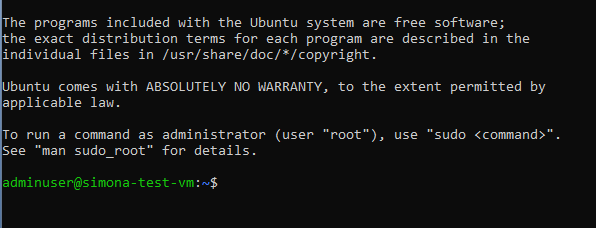 The programs included with the Ubuntu system are free software;
the exact distribution terms for each program are described in the
individual files in /usr/share/doc/*/copyright.
Ubuntu comes with ABSOLUTELY NO WARRANTY, to the extent permitted by
applicable law.
To run a command as administrator (user "root"), use "sudo <command>".
See "man sudo_root" for details.
adminuser@simona-test-vm:~$